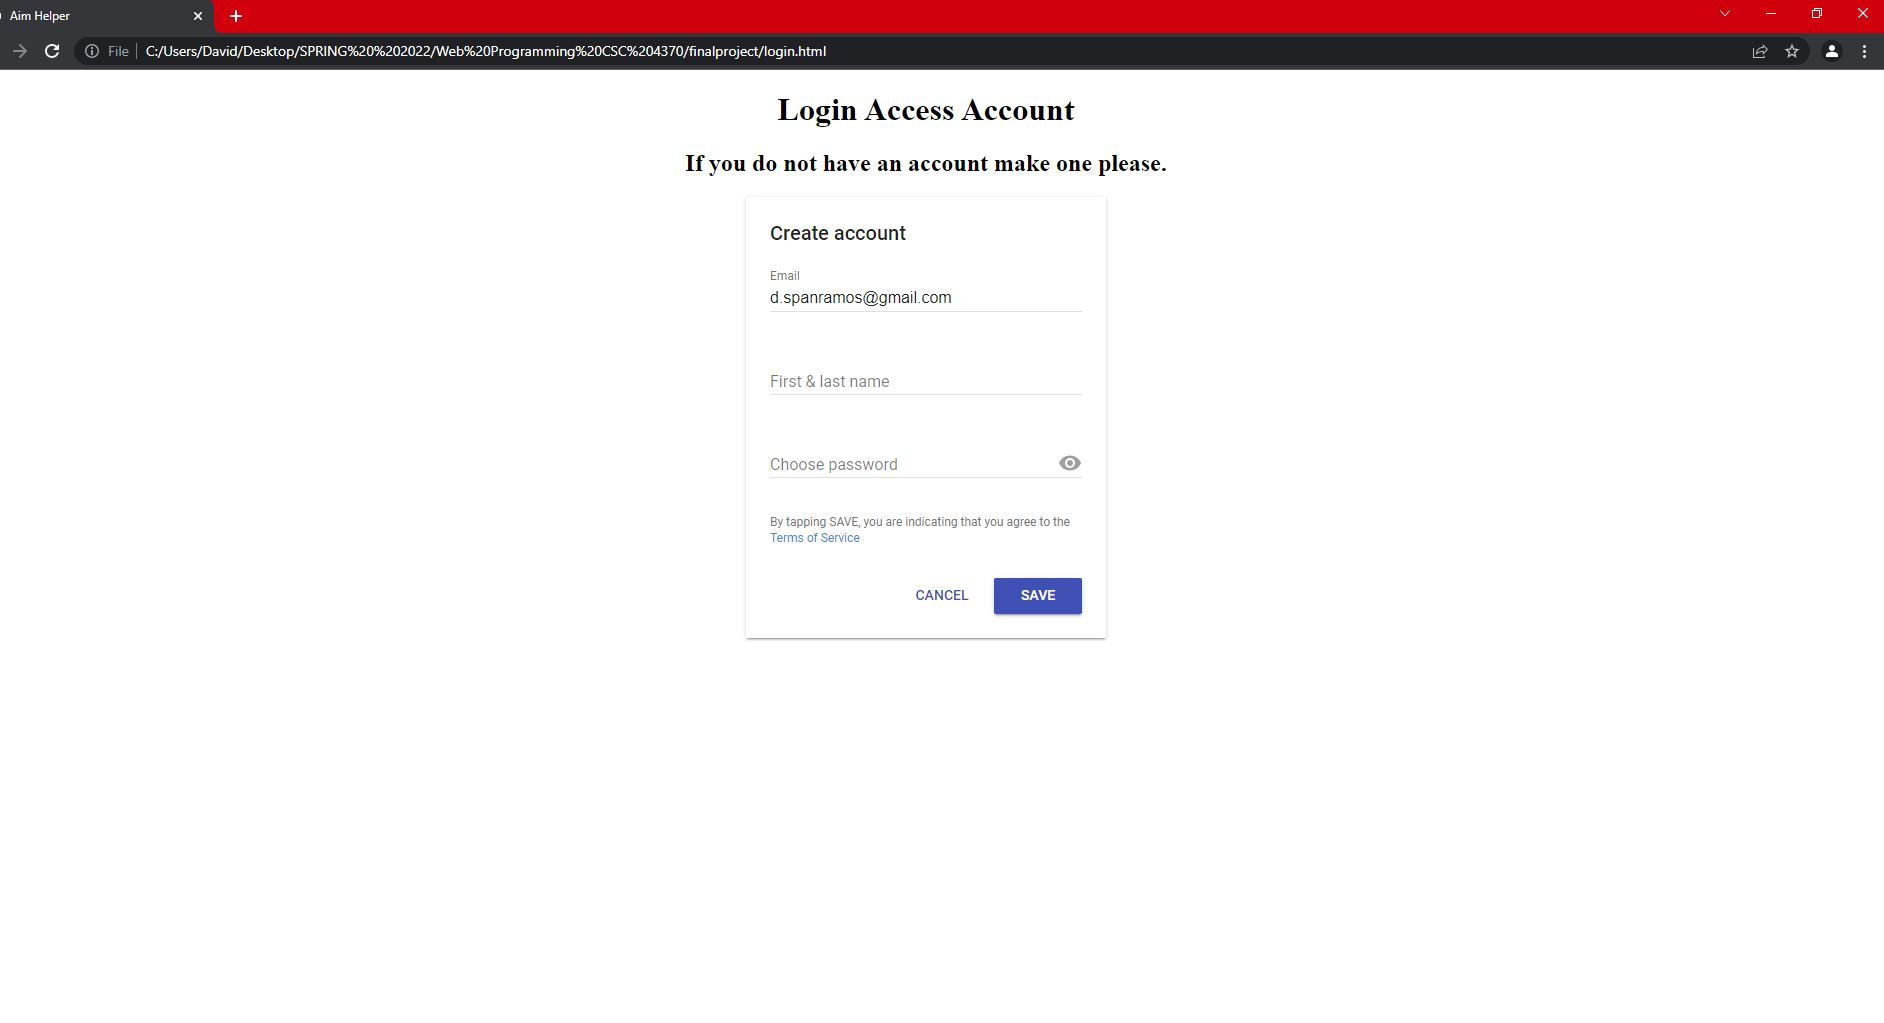 Aim Helper
File C:/Users/David/Desktop/SPRING%20%202022/Web%20Programming%20CSC%204370/finalproject/login.html
Login Access Account
If you do not have an account make one please.
Create account
Email
d.spanramos@gmail.com
First & last name
Choose password
By tapping SAVE, you are indicating that you agree to the
Terms of Service
CANCEL SAVE